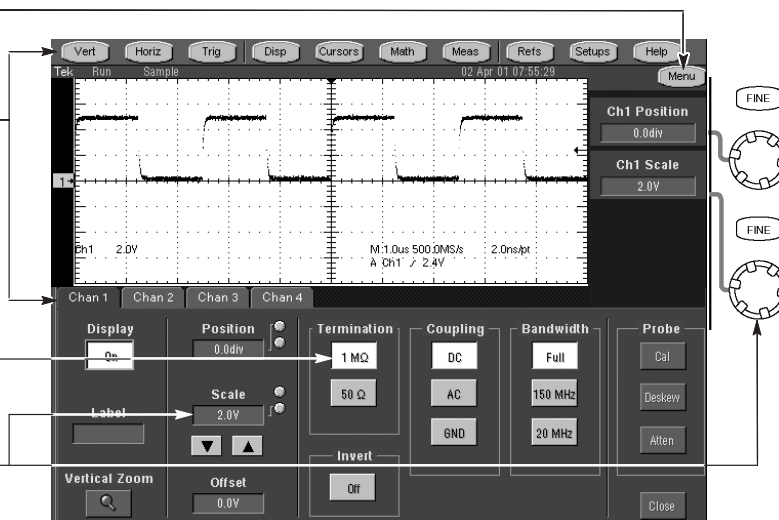 Vert Horiz Trig Disp Cursors Math Meas Refs Setups Help
Tek Run Sample 02 Apr 01 07:55:29
Menu
FINE
Ch1 Position
0.0div
Ch1 Scale
2.0V
1
FINE
Ch1 2.0V
M 1.0us 500.0MS/s 2.0ns/pt
A Ch1 / 2.4V
Chan 1 Chan 2 Chan 3 Chan 4
Display Position Termination Coupling Bandwidth Probe
On 0.0div 1 MΩ DC Full Cal
Scale 50 Ω AC 150 MHz Deskew
Label 2.0V
GND 20 MHz Atten
Invert
Vertical Zoom Offset Off
0.0V Close